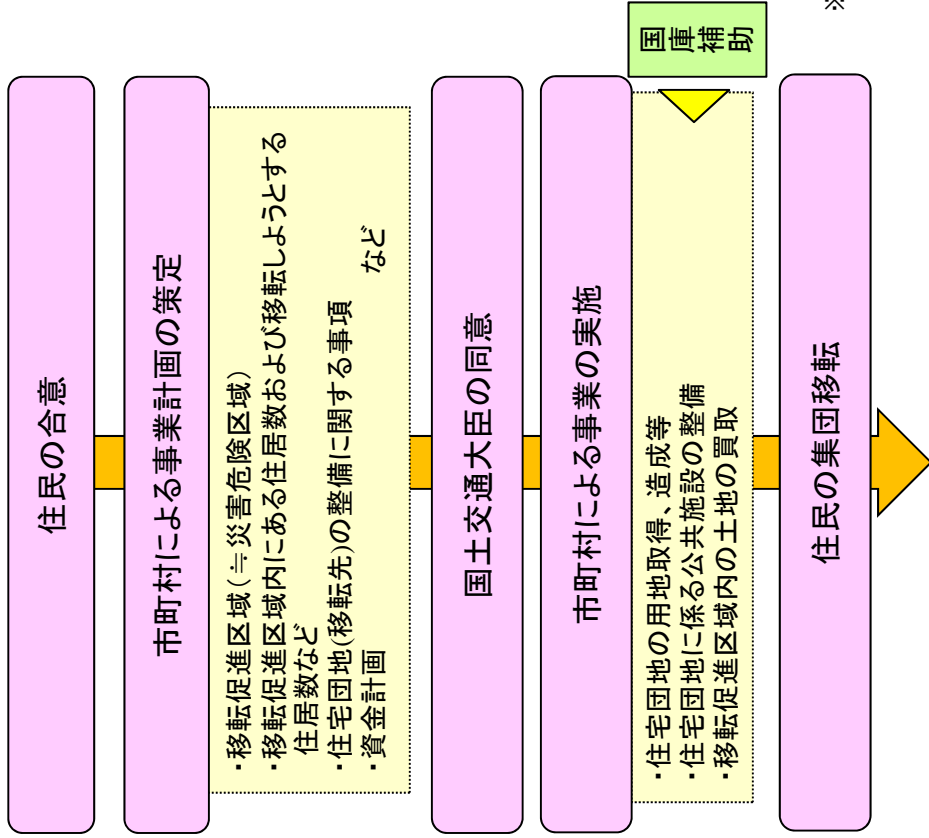 住民の合意
市町村による事業計画の策定
・移転促進区域(≒災害危険区域)
・移転促進区域内にある住居数および移転しようとする
住居数など
・住宅団地(移転先)の整備に関する事項
・資金計画　　　　　　　　　　　　　　など
国土交通大臣の同意
市町村による事業の実施
国庫補助
・住宅団地の用地取得、造成等
・住宅団地に係る公共施設の整備
・移転促進区域内の土地の買取
住民の集団移転
※